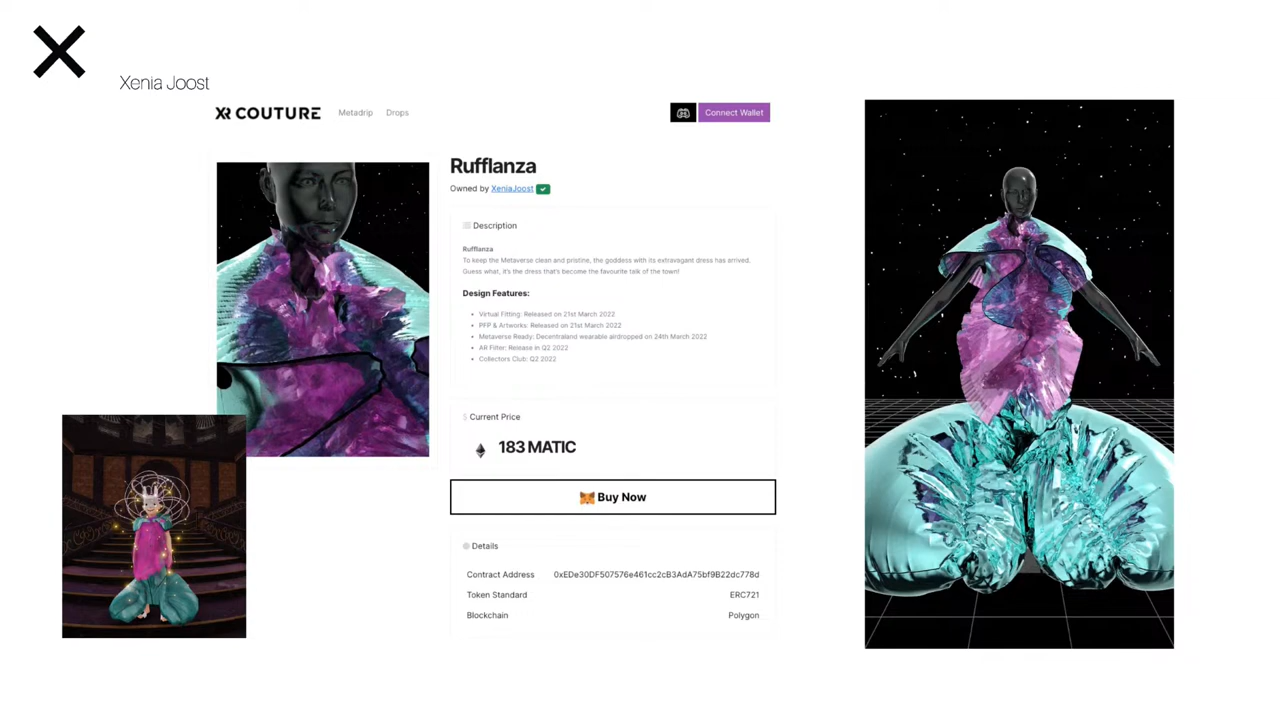 Xenia Joost
XR COUTURE Metadrip Drops Connect Wallet
Rufflanza
Owned by XeniaJoost
Description
Rufflanza
To keep the Metaverse clean and pristine, the goddess with its extravagant dress has arrived.
Guess what, it's the dress that's become the favourite talk of the town!
Design Features:
• Virtual Fitting: Released on 21st March 2022
• PFP & Artworks: Released on 21st March 2022
• Metaverse Ready: Decentraland wearable airdropped on 24th March 2022
• AR Filter: Release in Q2 2022
• Collectors Club: Q2 2022
$ Current Price
183 MATIC
Buy Now
Details
Contract Address 0xEDe30DF507576e461cc2cB3AdA75bf9B22dc778d
Token Standard ERC721
Blockchain Polygon